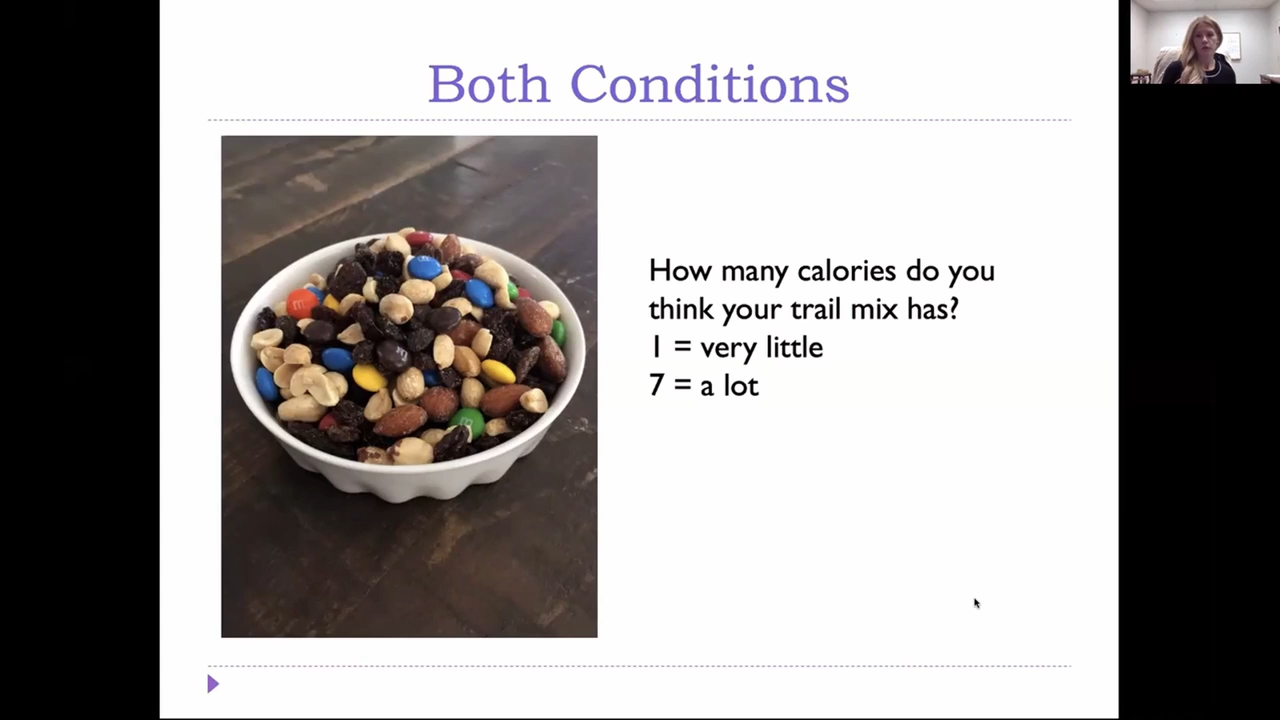 Both Conditions
How many calories do you
think your trail mix has?
1 = very little
7 = a lot